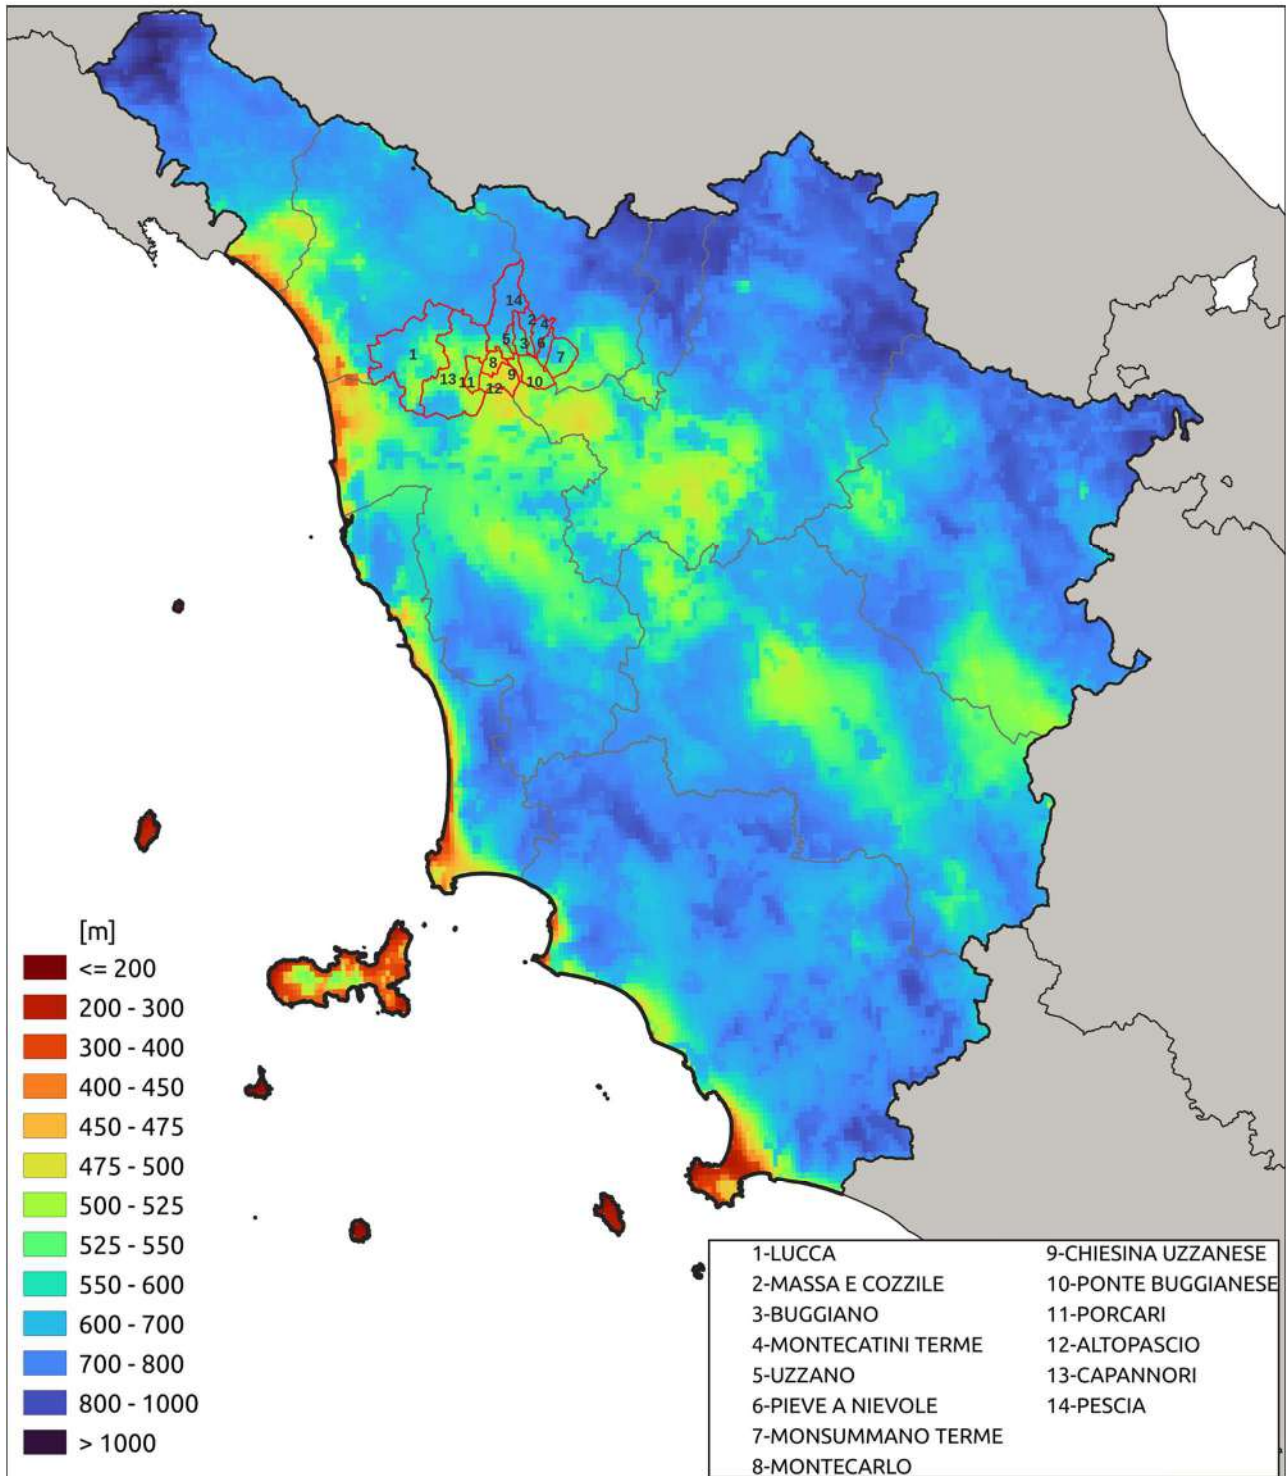 14
2
4
5
3
6
7
1
8
13
11
9
10
12
[m]
<= 200
200 - 300
300 - 400
400 - 450
450 - 475
475 - 500
500 - 525
525 - 550
550 - 600
600 - 700
700 - 800
800 - 1000
> 1000
1-LUCCA
2-MASSA E COZZILE
3-BUGGIANO
4-MONTECATINI TERME
5-UZZANO
6-PIEVE A NIEVOLE
7-MONSUMMANO TERME
8-MONTECARLO
9-CHIESINA UZZANESE
10-PONTE BUGGIANESE
11-PORCARI
12-ALTOPASCIO
13-CAPANNORI
14-PESCIA